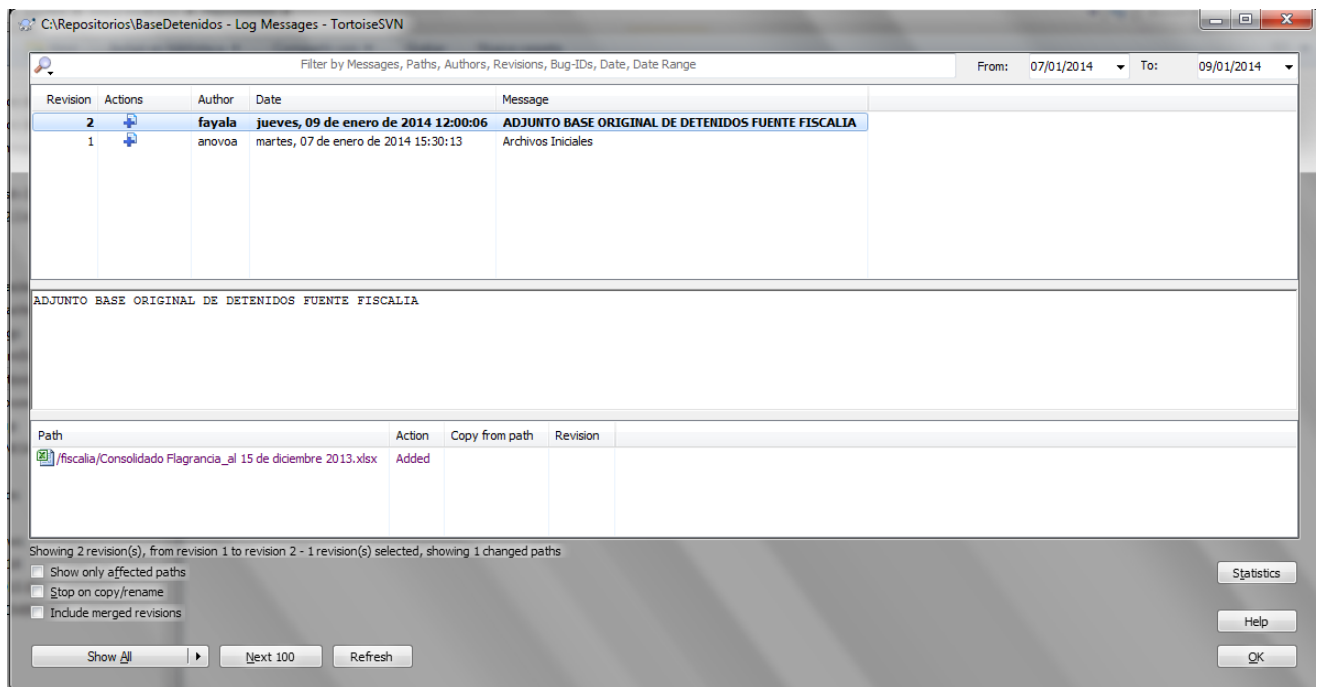 C:\Repositorios\BaseDetenidos - Log Messages - TortoiseSVN
Filter by Messages, Paths, Authors, Revisions, Bug-IDs, Date, Date Range From: 07/01/2014 To: 09/01/2014
Revision Actions Author Date Message
2 fayala jueves, 09 de enero de 2014 12:00:06 ADJUNTO BASE ORIGINAL DE DETENIDOS FUENTE FISCALIA
1 anovoa martes, 07 de enero de 2014 15:30:13 Archivos Iniciales
ADJUNTO BASE ORIGINAL DE DETENIDOS FUENTE FISCALIA
Path Action Copy from path Revision
/fiscalia/Consolidado Flagrancia_al 15 de diciembre 2013.xlsx Added
Showing 2 revision(s), from revision 1 to revision 2 - 1 revision(s) selected, showing 1 changed paths
Show only affected paths Statistics
Stop on copy/rename
Include merged revisions Help
Show All Next 100 Refresh OK